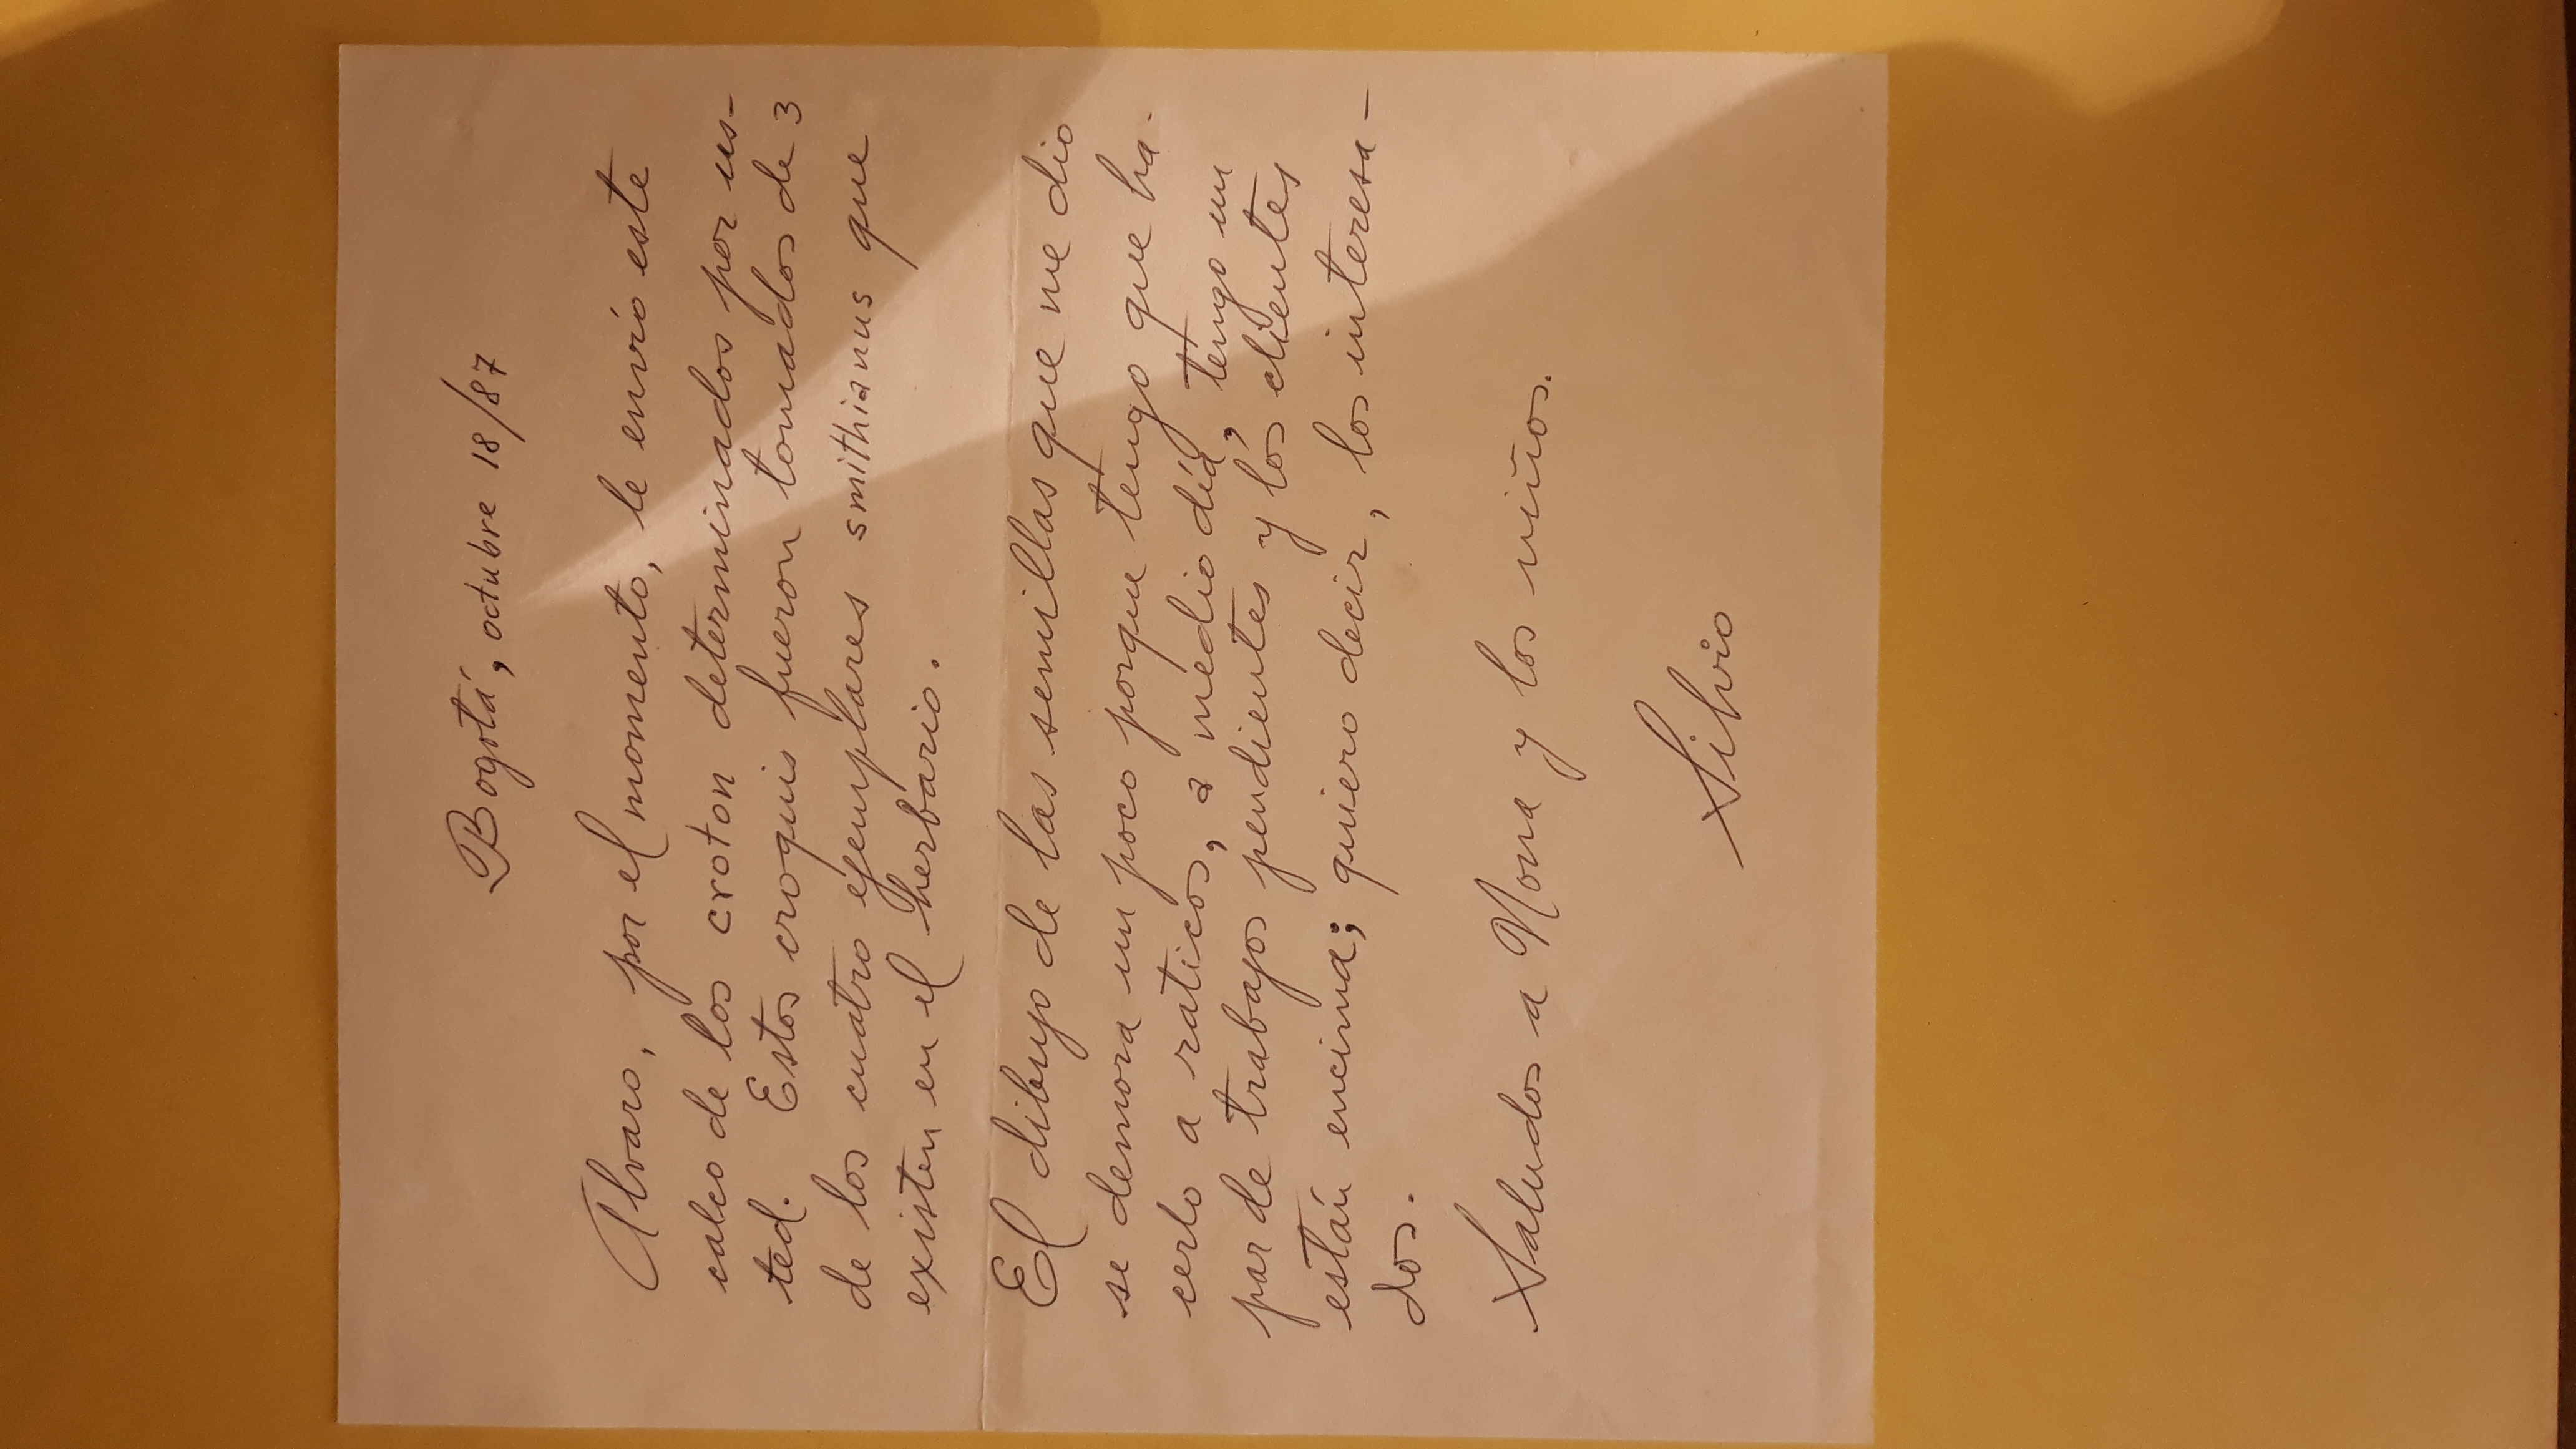 Bogotá, octubre 18/87
Alvaro, por el momento, le envío este
calco de los croton determinados por us-
ted. Estos croquis fueron tomados de 3
de los cuatro ejemplares smithianus que
existen en el herbario.
El dibujo de las semillas que me dio
se demora un poco porque tengo que ha-
cerlo a raticos, a medio día, tengo un
par de trabajos pendientes y los clientes
están encima; quiero decir, los interesa-
dos.
Saludos a Nora y los niños.
Silvio